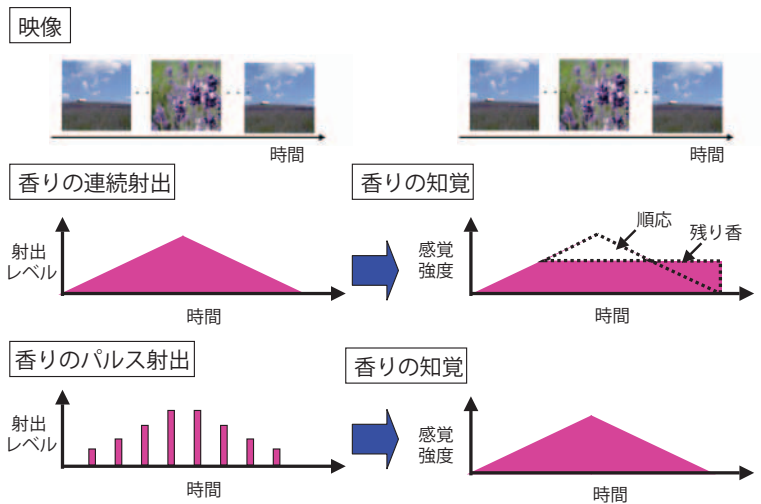 映像
時間
時間
香りの連続射出
香りの知覚
射出
レベル
時間
感覚
強度
順応
残り香
時間
香りのパルス射出
香りの知覚
射出
レベル
時間
感覚
強度
時間